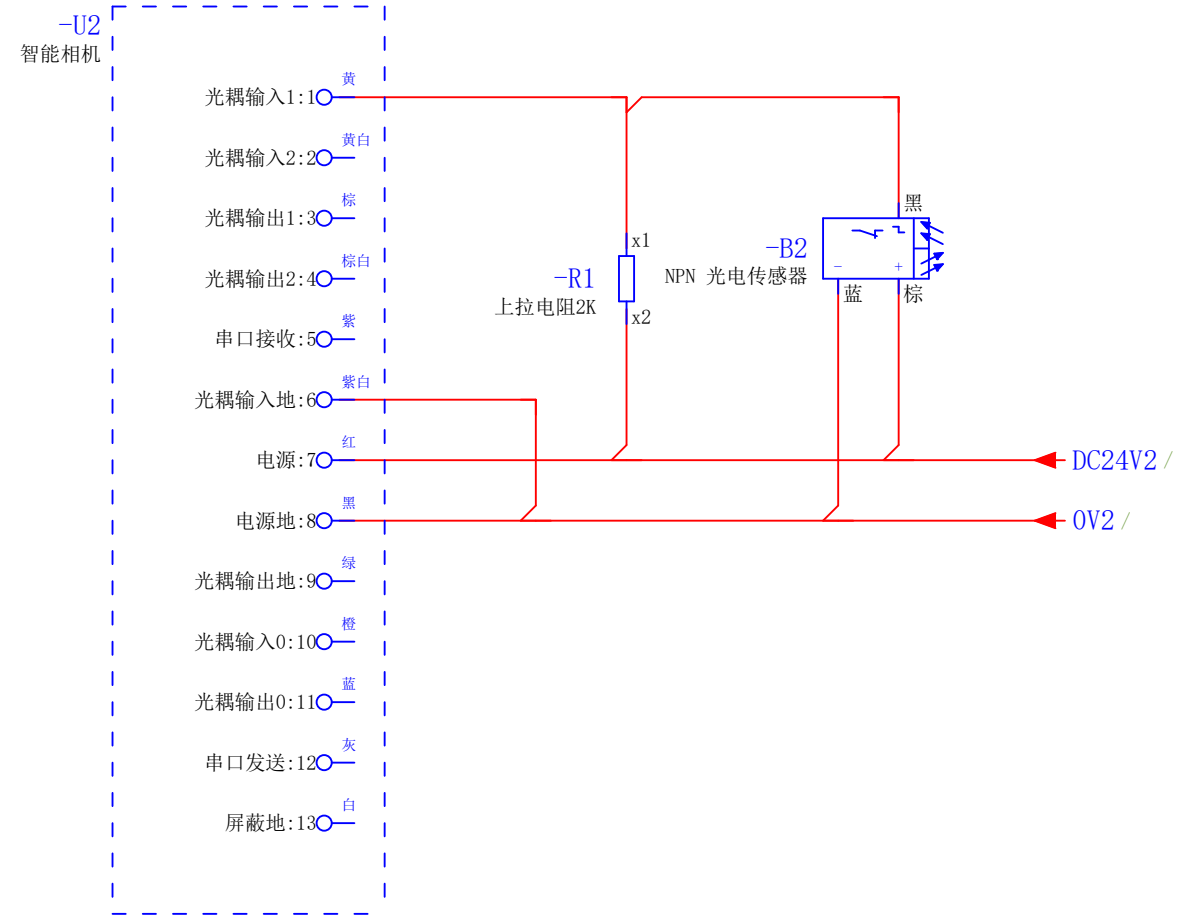 -U2
智能相机
黄
光耦输入1:1
黄白
光耦输入2:2
棕
光耦输出1:3
棕白
光耦输出2:4
紫
串口接收:5
紫白
光耦输入地:6
红
电源:7
黑
电源地:8
绿
光耦输出地:9
橙
光耦输入0:10
蓝
光耦输出0:11
灰
串口发送:12
白
屏蔽地:13
x1
-R1
上拉电阻2K
x2
黑
-B2
NPN 光电传感器
- +
蓝 棕
DC24V2 /
0V2 /